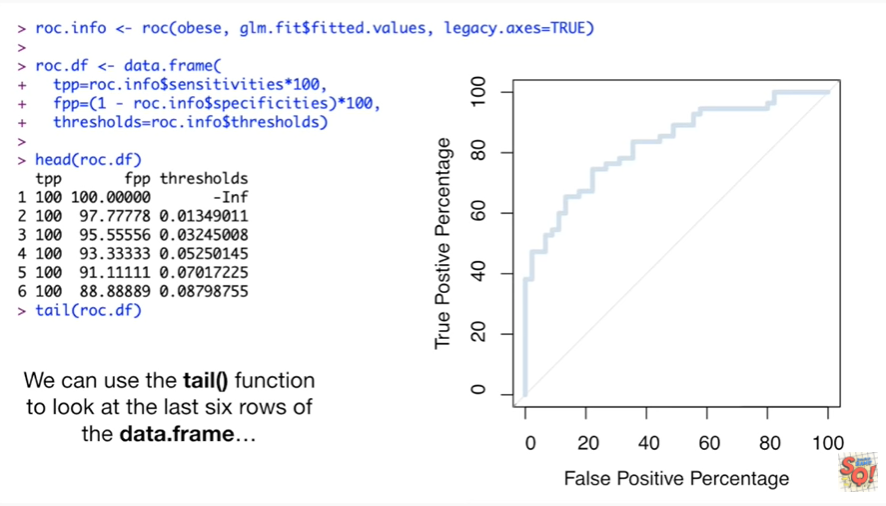 > roc.info <- roc(obese, glm.fit$fitted.values, legacy.axes=TRUE)
>
> roc.df <- data.frame(
+   tpp=roc.info$sensitivities*100,
+   fpp=(1 - roc.info$specificities)*100,
+   thresholds=roc.info$thresholds)
>
> head(roc.df)
  tpp       fpp thresholds
1 100 100.00000       -Inf
2 100  97.77778 0.01349011
3 100  95.55556 0.03245008
4 100  93.33333 0.05250145
5 100  91.11111 0.07017225
6 100  88.88889 0.08798755
> tail(roc.df)
We can use the tail() function
to look at the last six rows of
the data.frame…
True Postive Percentage
100
80
60
40
20
0
0 20 40 60 80 100
False Positive Percentage
SQ!